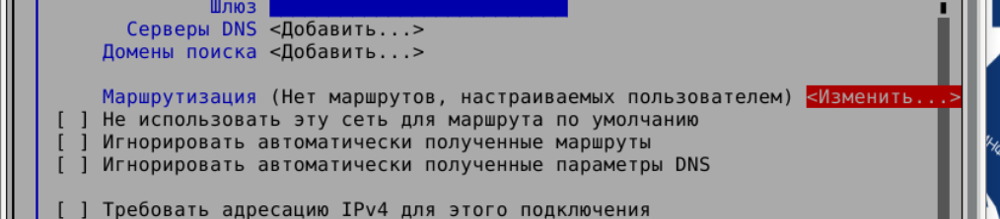 Шлюз
Серверы DNS <Добавить...>
Домены поиска <Добавить...>
Маршрутизация (Нет маршрутов, настраиваемых пользователем) <Изменить...>
[ ] Не использовать эту сеть для маршрута по умолчанию
[ ] Игнорировать автоматически полученные маршруты
[ ] Игнорировать автоматически полученные параметры DNS
[ ] Требовать адресацию IPv4 для этого подключения